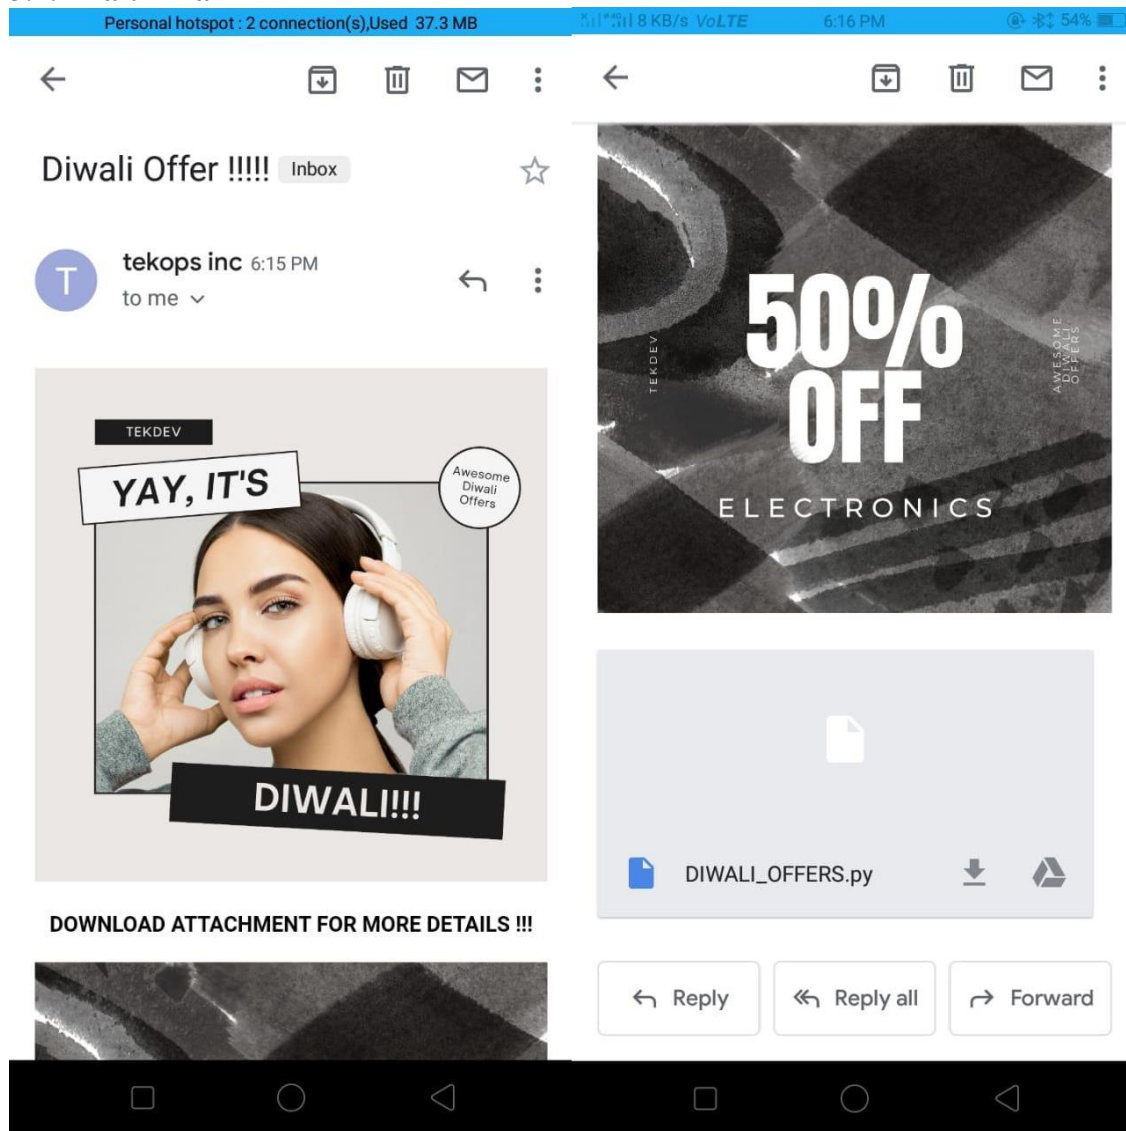 Personal hotspot : 2 connection(s),Used 37.3 MB
Diwali Offer !!!!! Inbox
T
tekops inc 6:15 PM
to me
TEKDEV
YAY, IT'S
Awesome
Diwali
Offers
DIWALI!!!
DOWNLOAD ATTACHMENT FOR MORE DETAILS !!!
8 KB/s VoLTE 6:16 PM 54%
TEKDEV
50%
OFF
AWESOME
DIWALI
OFFERS
ELECTRONICS
DIWALI_OFFERS.py
Reply Reply all Forward